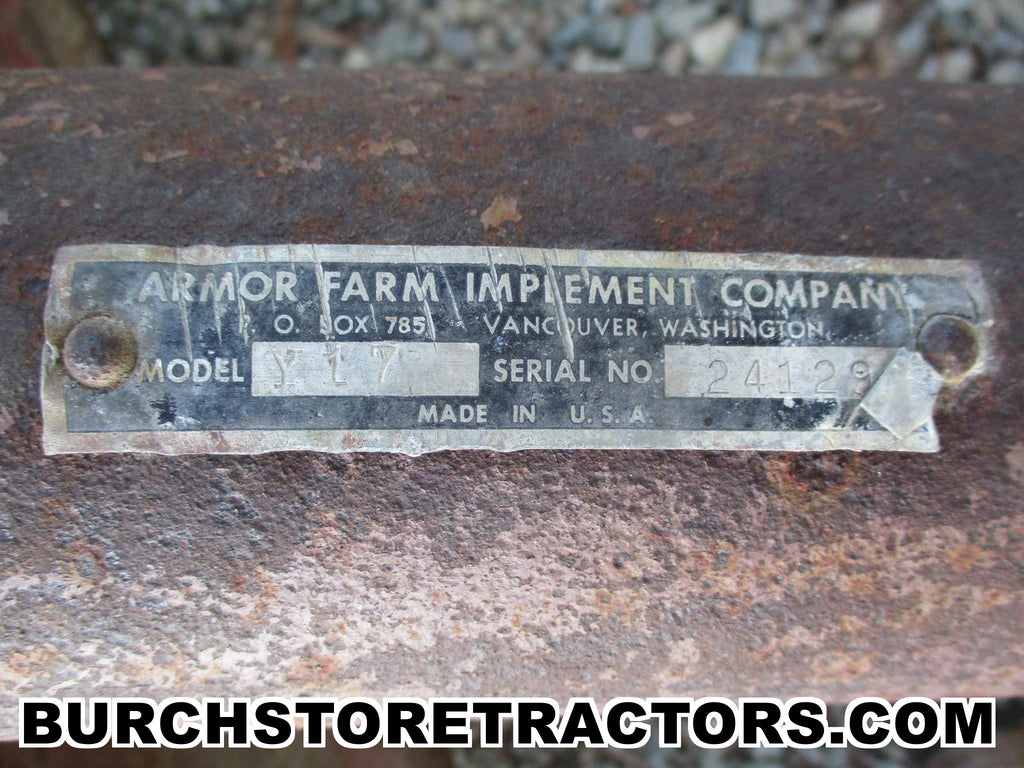 ARMOR FARM IMPLEMENT COMPANY
P. O. BOX 785 VANCOUVER, WASHINGTON
MODEL Y17 SERIAL NO. 24129
MADE IN U.S.A.
BURCHSTORETRACTORS.COM